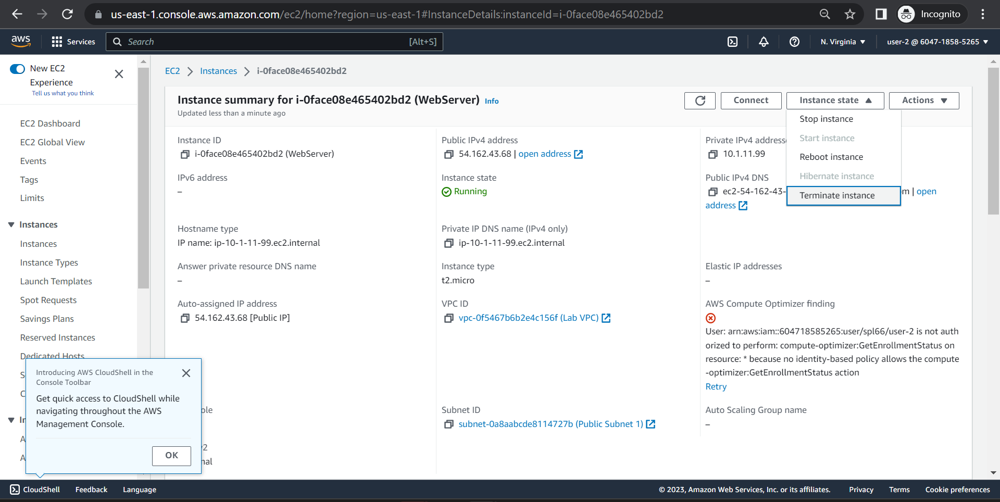 us-east-1.console.aws.amazon.com/ec2/home?region=us-east-1#InstanceDetails:instanceId=i-0face08e465402bd2
Incognito
aws
Services
Search
[Alt+S]
N. Virginia
user-2 @ 6047-1858-5265
New EC2
Experience
Tell us what you think
EC2 Dashboard
EC2 Global View
Events
Tags
Limits
Instances
Instances
Instance Types
Launch Templates
Spot Requests
Savings Plans
Reserved Instances
Dedicated Hosts
Introducing AWS CloudShell in the
Console Toolbar
Get quick access to CloudShell while
navigating throughout the AWS
Management Console.
OK
EC2 > Instances > i-0face08e465402bd2
Instance summary for i-0face08e465402bd2 (WebServer) Info
Updated less than a minute ago
Connect
Instance state
Actions
Stop instance
Start instance
Reboot instance
Hibernate instance
Terminate instance
Instance ID
i-0face08e465402bd2 (WebServer)
Public IPv4 address
54.162.43.68 | open address
Private IPv4 address
10.1.11.99
IPv6 address
–
Instance state
Running
Public IPv4 DNS
ec2-54-162-43- m | open
address
Hostname type
IP name: ip-10-1-11-99.ec2.internal
Private IP DNS name (IPv4 only)
ip-10-1-11-99.ec2.internal
Answer private resource DNS name
–
Instance type
t2.micro
Elastic IP addresses
–
Auto-assigned IP address
54.162.43.68 [Public IP]
VPC ID
vpc-0f5467b6b2e4c156f (Lab VPC)
AWS Compute Optimizer finding
User: arn:aws:iam::604718585265:user/spl66/user-2 is not auth
orized to perform: compute-optimizer:GetEnrollmentStatus on
resource: * because no identity-based policy allows the compute
-optimizer:GetEnrollmentStatus action
Retry
Subnet ID
subnet-0a8aabcde8114727b (Public Subnet 1)
Auto Scaling Group name
–
CloudShell
Feedback
Language
© 2023, Amazon Web Services, Inc. or its affiliates.
Privacy
Terms
Cookie preferences